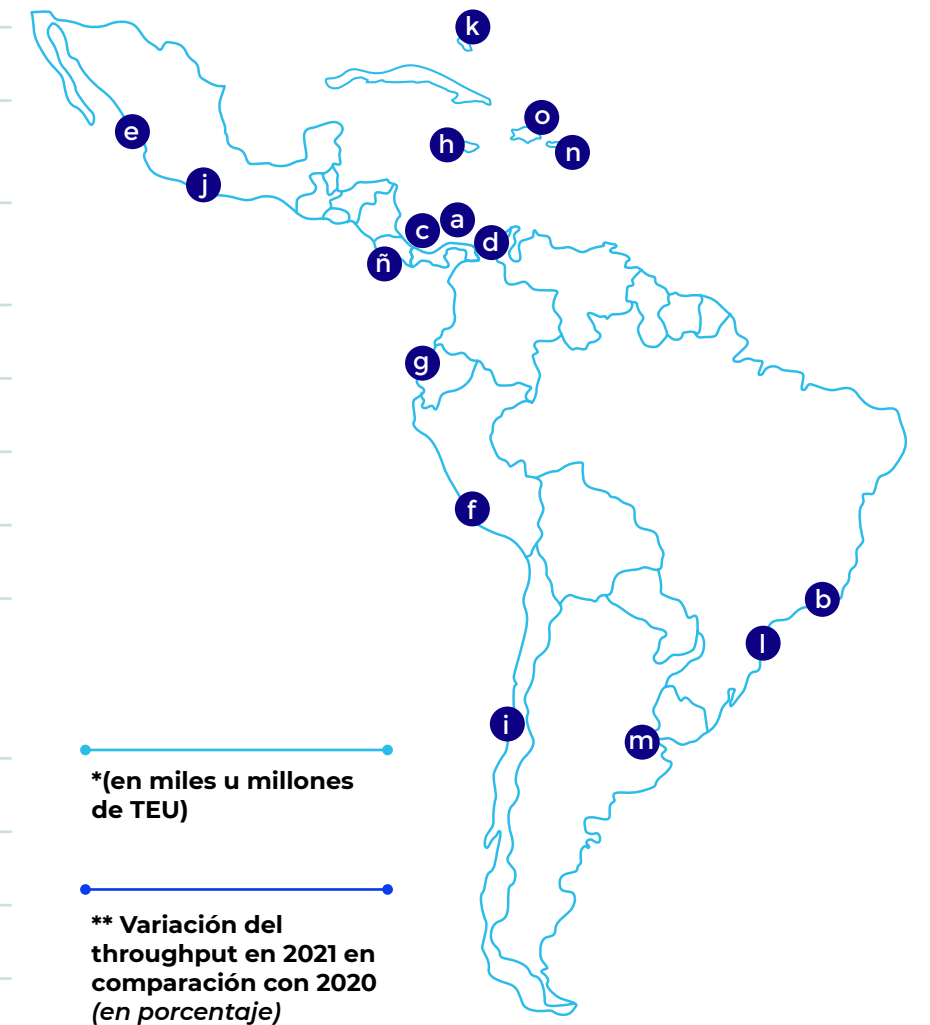 k
o
e
h
n
j
a
c
d
ñ
g
f
b
l
i
m
*(en miles u millones
de TEU)
** Variación del
throughput en 2021 en
comparación con 2020
(en porcentaje)